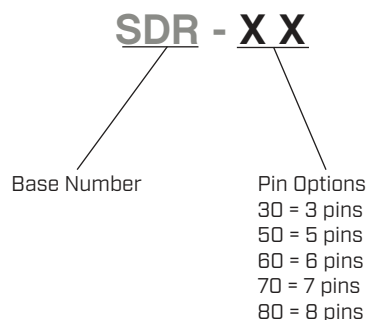 SDR - X X
Base Number
Pin Options
30 = 3 pins
50 = 5 pins
60 = 6 pins
70 = 7 pins
80 = 8 pins